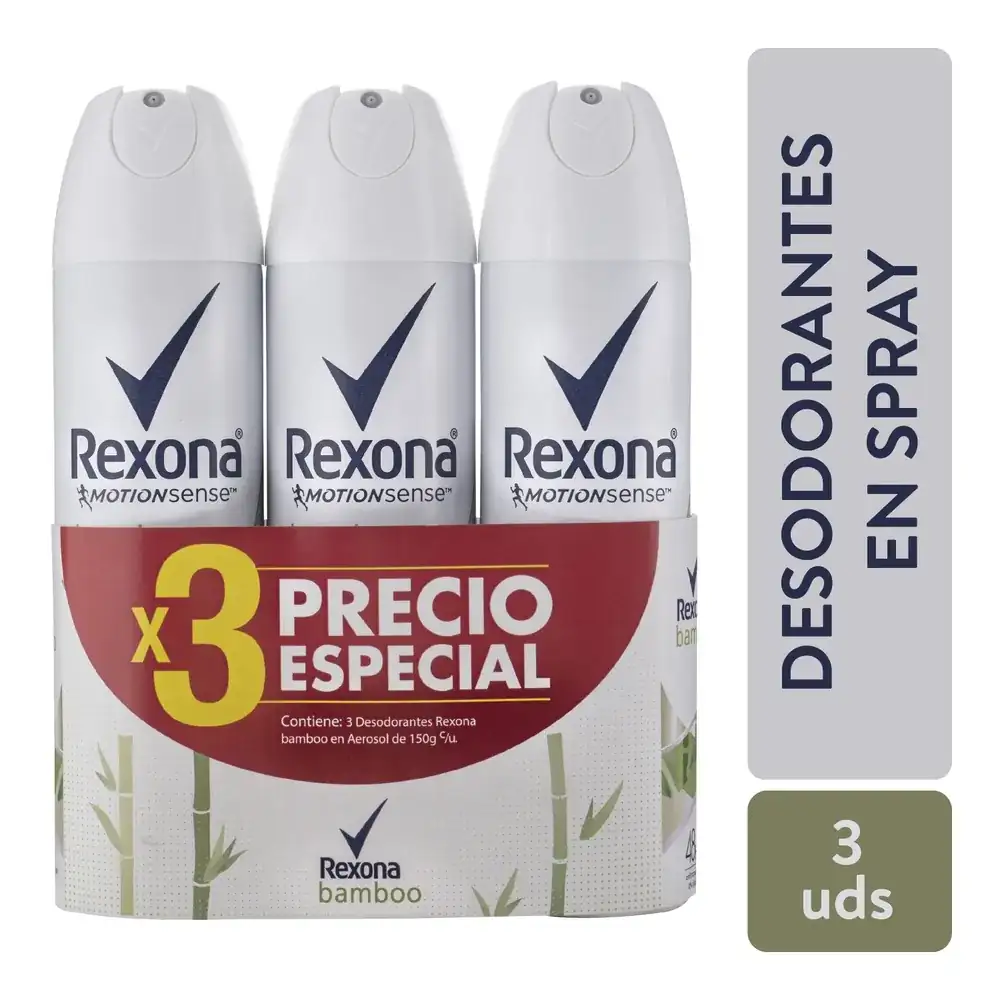 Rexona®
MOTIONsense™
Rexona®
MOTIONsense™
Rexona®
MOTIONsense™
x3 PRECIO
ESPECIAL
Contiene: 3 Desodorantes Rexona
bamboo en Aerosol de 150g c/u.
Rexona
bamboo
48
DESODORANTES
EN SPRAY
3
uds